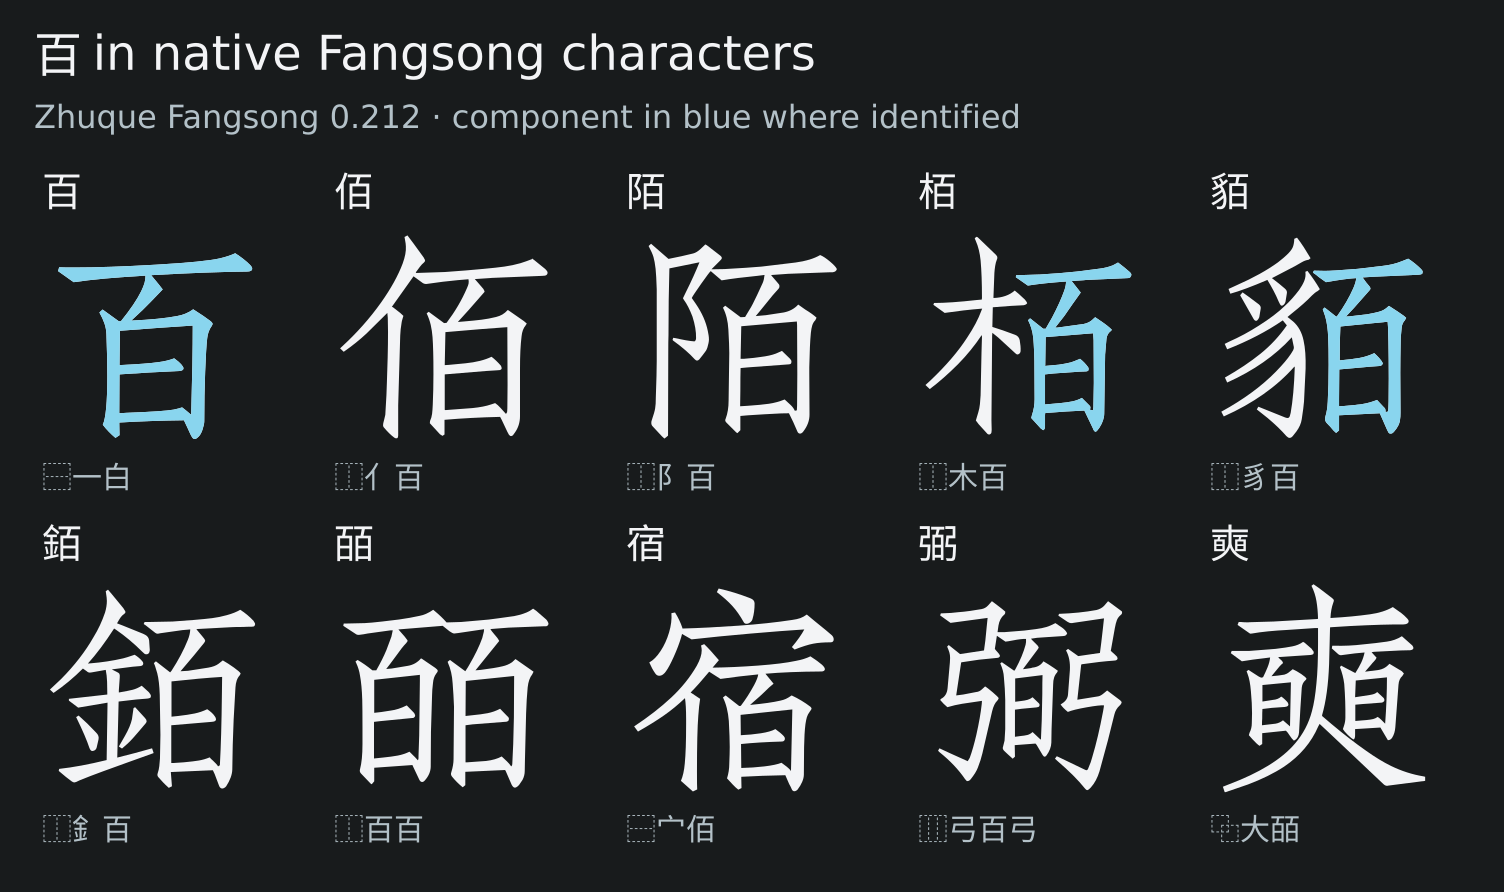 百 in native Fangsong characters
Zhuque Fangsong 0.212 · component in blue where identified
百 佰 陌 栢 貊
百 佰 陌 栢 貊
⿱一白 ⿰亻百 ⿰阝百 ⿰木百 ⿰豸百
銆 皕 宿 弼 奭
銆 皕 宿 弼 奭
⿰釒百 ⿰百百 ⿱宀佰 ⿲弓百弓 ⿻大皕